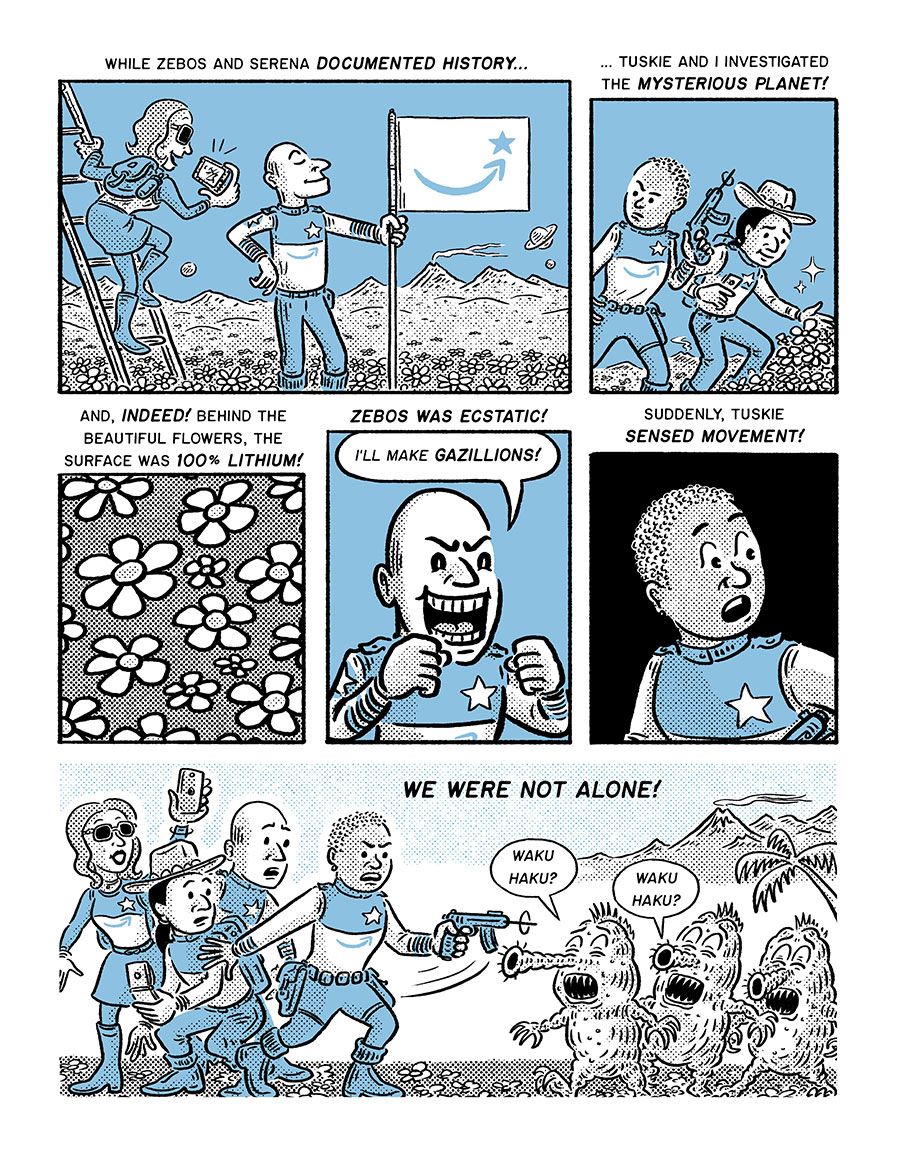 WHILE ZEBOS AND SERENA DOCUMENTED HISTORY...
... TUSKIE AND I INVESTIGATED
THE MYSTERIOUS PLANET!
AND, INDEED! BEHIND THE
BEAUTIFUL FLOWERS, THE
SURFACE WAS 100% LITHIUM!
ZEBOS WAS ECSTATIC!
I'LL MAKE GAZILLIONS!
SUDDENLY, TUSKIE
SENSED MOVEMENT!
WE WERE NOT ALONE!
WAKU
HAKU?
WAKU
HAKU?